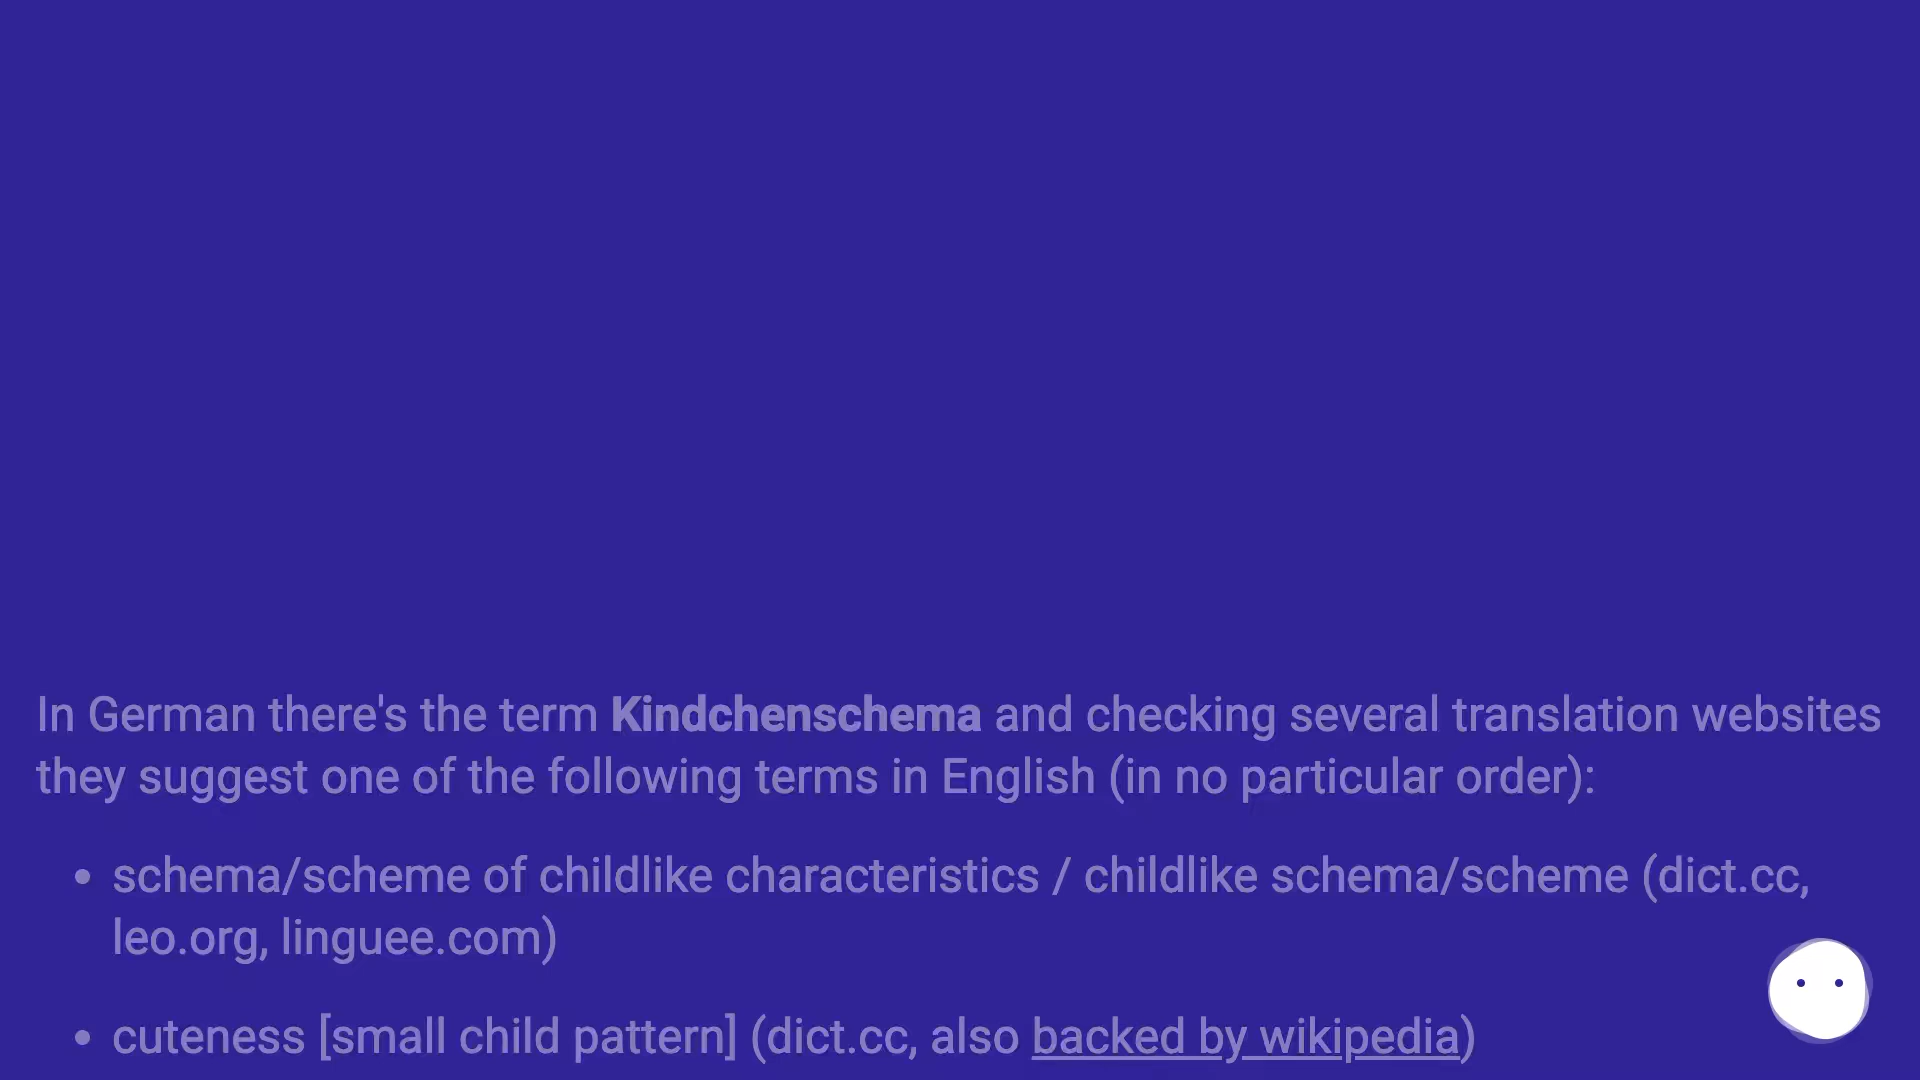 In German there's the term Kindchenschema and checking several translation websites
they suggest one of the following terms in English (in no particular order):
• schema/scheme of childlike characteristics / childlike schema/scheme (dict.cc,
leo.org, linguee.com)
• cuteness [small child pattern] (dict.cc, also backed by wikipedia)